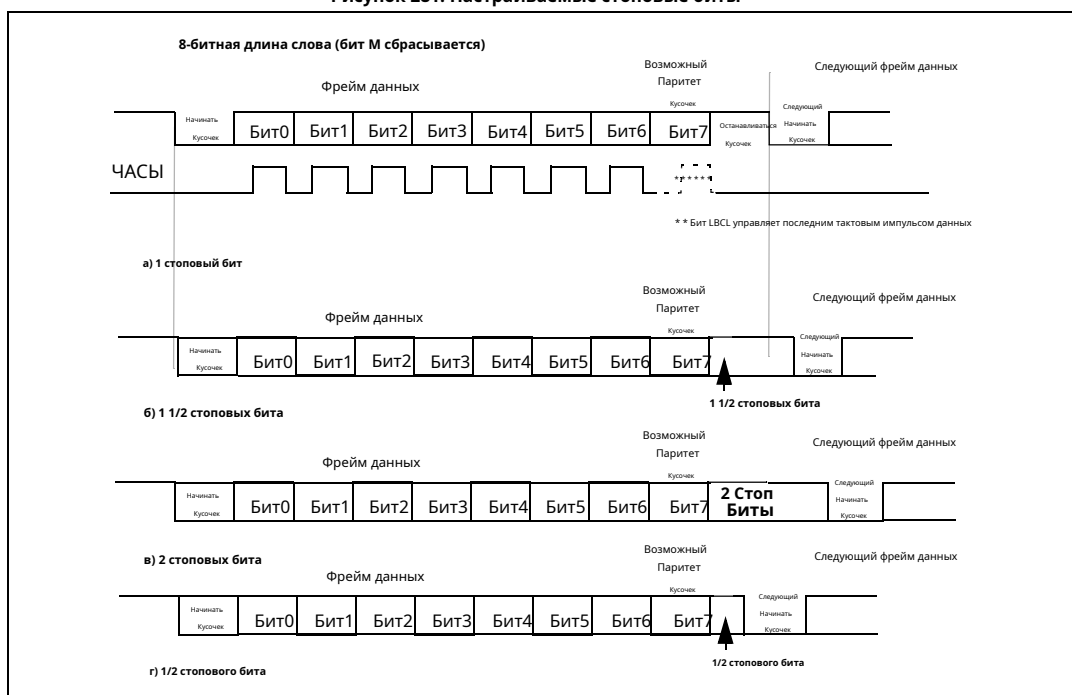 8-битная длина слова (бит M сбрасывается)
Возможный
Паритет
Кусочек
Следующий фрейм данных
Фрейм данных
Начинать
Кусочек
Бит0 Бит1 Бит2 Бит3 Бит4 Бит5 Бит6 Бит7
Останавливаться
Кусочек
Следующий
Начинать
Кусочек
ЧАСЫ
******
* * Бит LBCL управляет последним тактовым импульсом данных
а) 1 стоповый бит
Возможный
Паритет
Кусочек
Следующий фрейм данных
Фрейм данных
Начинать
Кусочек
Бит0 Бит1 Бит2 Бит3 Бит4 Бит5 Бит6 Бит7
Следующий
Начинать
Кусочек
1 1/2 стоповых бита
б) 1 1/2 стоповых бита
Возможный
Паритет
Кусочек
Следующий фрейм данных
Фрейм данных
Начинать
Кусочек
Бит0 Бит1 Бит2 Бит3 Бит4 Бит5 Бит6 Бит7
2 Стоп
Биты
Следующий
Начинать
Кусочек
в) 2 стоповых бита
Возможный
Паритет
Кусочек
Следующий фрейм данных
Фрейм данных
Начинать
Кусочек
Бит0 Бит1 Бит2 Бит3 Бит4 Бит5 Бит6 Бит7
Следующий
Начинать
Кусочек
1/2 стопового бита
г) 1/2 стопового бита